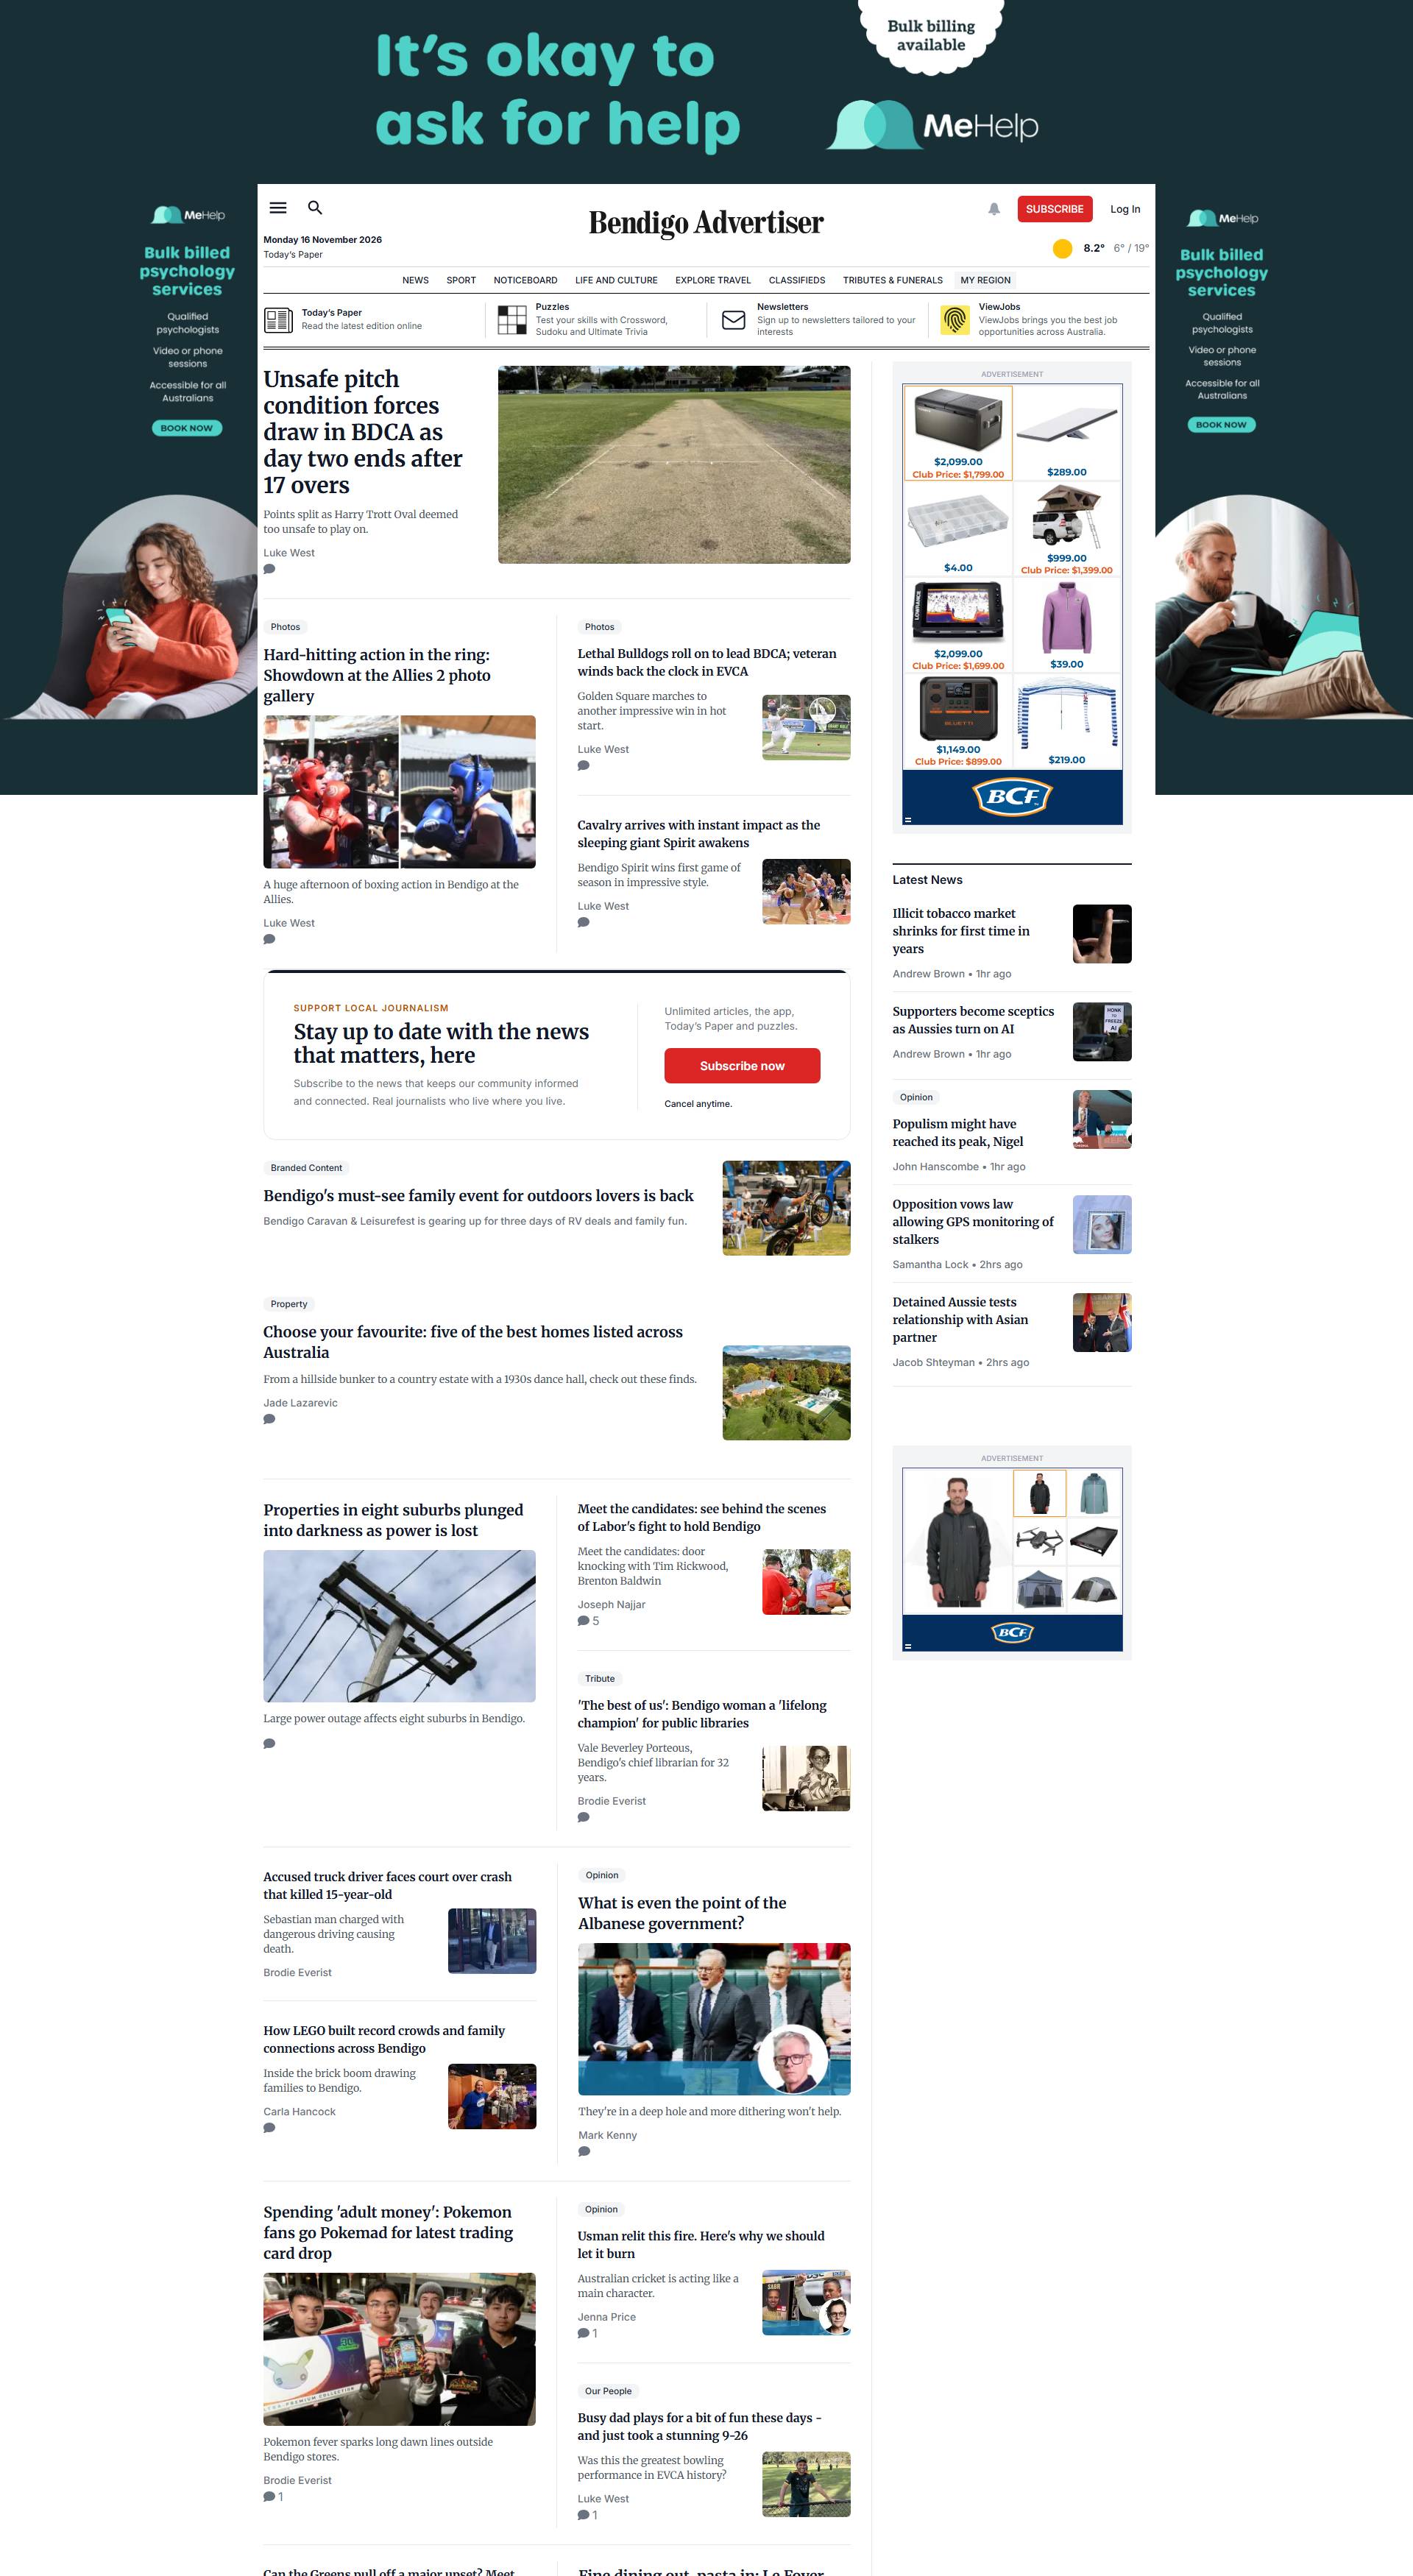 It's okay to
ask for help
Bulk billing
available
MeHelp
MeHelp
Bulk billed
psychology
services
Qualified
psychologists
Video or phone
sessions
Accessible for all
Australians
BOOK NOW
Bendigo Advertiser
SUBSCRIBE
Log In
Monday 16 November 2026
Today's Paper
8.2° 6° / 19°
NEWS SPORT NOTICEBOARD LIFE AND CULTURE EXPLORE TRAVEL CLASSIFIEDS TRIBUTES & FUNERALS MY REGION
Today's Paper
Read the latest edition online
Puzzles
Test your skills with Crossword,
Sudoku and Ultimate Trivia
Newsletters
Sign up to newsletters tailored to your
interests
ViewJobs
ViewJobs brings you the best job
opportunities across Australia.
MeHelp
Bulk billed
psychology
services
Qualified
psychologists
Video or phone
sessions
Accessible for all
Australians
BOOK NOW
Unsafe pitch
condition forces
draw in BDCA as
day two ends after
17 overs
Points split as Harry Trott Oval deemed
too unsafe to play on.
Luke West
Photos
Hard-hitting action in the ring:
Showdown at the Allies 2 photo
gallery
A huge afternoon of boxing action in Bendigo at the
Allies.
Luke West
Photos
Lethal Bulldogs roll on to lead BDCA; veteran
winds back the clock in EVCA
Golden Square marches to
another impressive win in hot
start.
Luke West
Cavalry arrives with instant impact as the
sleeping giant Spirit awakens
Bendigo Spirit wins first game of
season in impressive style.
Luke West
SUPPORT LOCAL JOURNALISM
Stay up to date with the news
that matters, here
Subscribe to the news that keeps our community informed
and connected. Real journalists who live where you live.
Unlimited articles, the app,
Today's Paper and puzzles.
Subscribe now
Cancel anytime.
Branded Content
Bendigo's must-see family event for outdoors lovers is back
Bendigo Caravan & Leisurefest is gearing up for three days of RV deals and family fun.
Property
Choose your favourite: five of the best homes listed across
Australia
From a hillside bunker to a country estate with a 1930s dance hall, check out these finds.
Jade Lazarevic
Properties in eight suburbs plunged
into darkness as power is lost
Large power outage affects eight suburbs in Bendigo.
Meet the candidates: see behind the scenes
of Labor's fight to hold Bendigo
Meet the candidates: door
knocking with Tim Rickwood,
Brenton Baldwin
Joseph Najjar
5
Tribute
'The best of us': Bendigo woman a 'lifelong
champion' for public libraries
Vale Beverley Porteous,
Bendigo's chief librarian for 32
years.
Brodie Everist
Accused truck driver faces court over crash
that killed 15-year-old
Sebastian man charged with
dangerous driving causing
death.
Brodie Everist
How LEGO built record crowds and family
connections across Bendigo
Inside the brick boom drawing
families to Bendigo.
Carla Hancock
Opinion
What is even the point of the
Albanese government?
They're in a deep hole and more dithering won't help.
Mark Kenny
Spending 'adult money': Pokemon
fans go Pokemad for latest trading
card drop
Pokemon fever sparks long dawn lines outside
Bendigo stores.
Brodie Everist
1
Opinion
Usman relit this fire. Here's why we should
let it burn
Australian cricket is acting like a
main character.
Jenna Price
1
Our People
Busy dad plays for a bit of fun these days -
and just took a stunning 9-26
Was this the greatest bowling
performance in EVCA history?
Luke West
1
Can the Greens pull off a major upset? Meet
Fine dining out, pasta in: Le Foyer
ADVERTISEMENT
$2,099.00
Club Price: $1,799.00
$289.00
$4.00
$999.00
Club Price: $1,399.00
LOWRANCE
$2,099.00
Club Price: $1,699.00
$39.00
BLUETTI
$1,149.00
Club Price: $899.00
$219.00
BCF
Latest News
Illicit tobacco market
shrinks for first time in
years
Andrew Brown • 1hr ago
Supporters become sceptics
as Aussies turn on AI
Andrew Brown • 1hr ago
HONK
to
FREEZE
AI
Opinion
Populism might have
reached its peak, Nigel
John Hanscombe • 1hr ago
Opposition vows law
allowing GPS monitoring of
stalkers
Samantha Lock • 2hrs ago
Detained Aussie tests
relationship with Asian
partner
Jacob Shteyman • 2hrs ago
ADVERTISEMENT
BCF